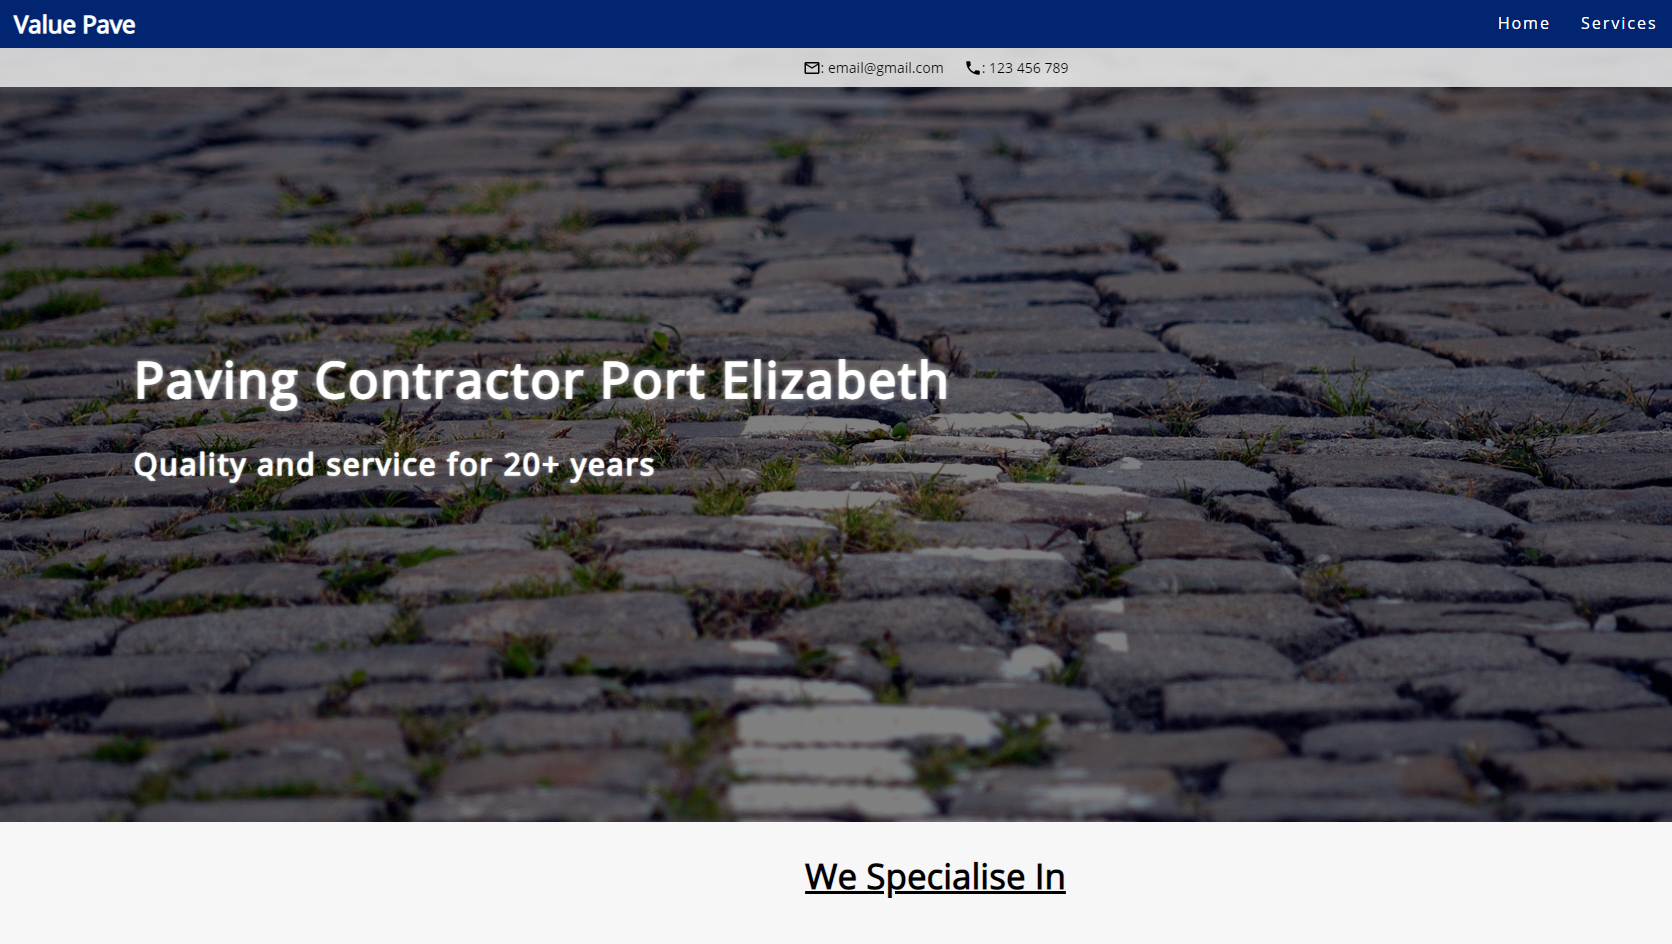 Value Pave
Home Services
: email@gmail.com : 123 456 789
Paving Contractor Port Elizabeth
Quality and service for 20+ years
We Specialise In